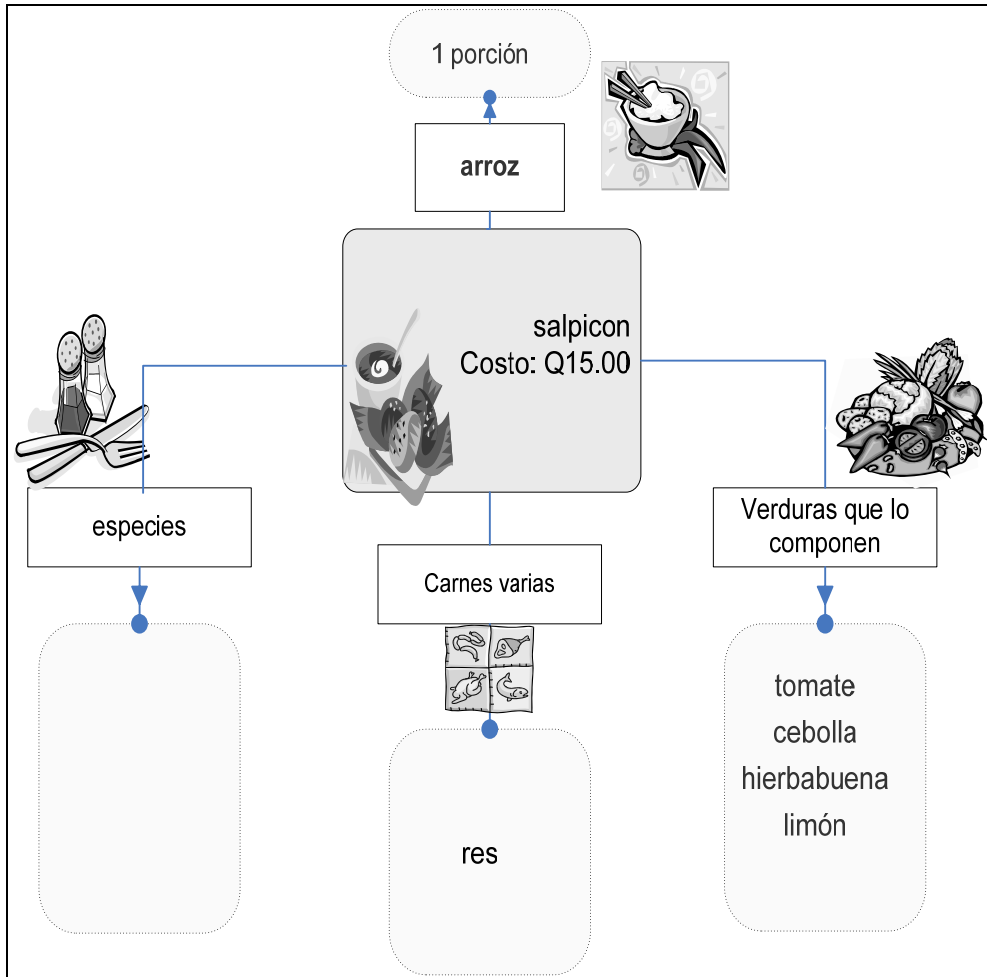 1 porción
arroz
salpicon
Costo: Q15.00
especies
Carnes varias
Verduras que lo
componen
res
tomate
cebolla
hierbabuena
limón